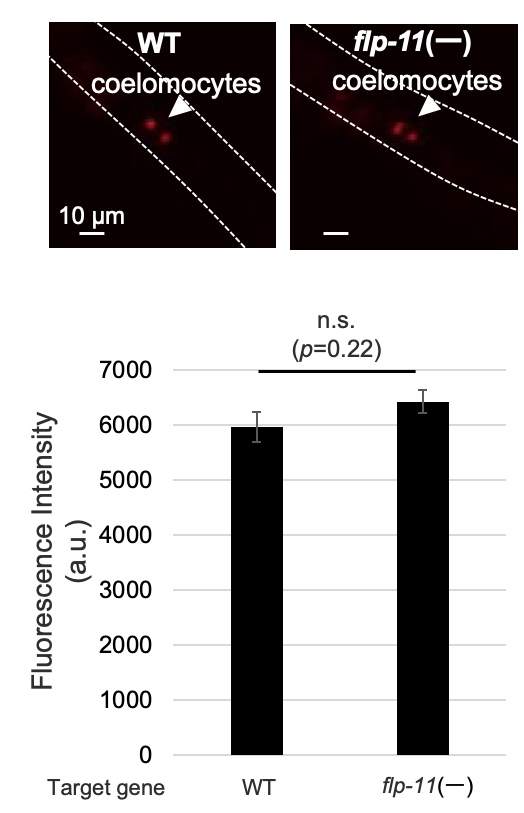 WT
coelomocytes
10 µm
flp-11(—)
coelomocytes
n.s.
(p=0.22)
7000
6000
5000
4000
3000
2000
1000
0
Fluorescence Intensity
(a.u.)
Target gene WT flp-11(—)